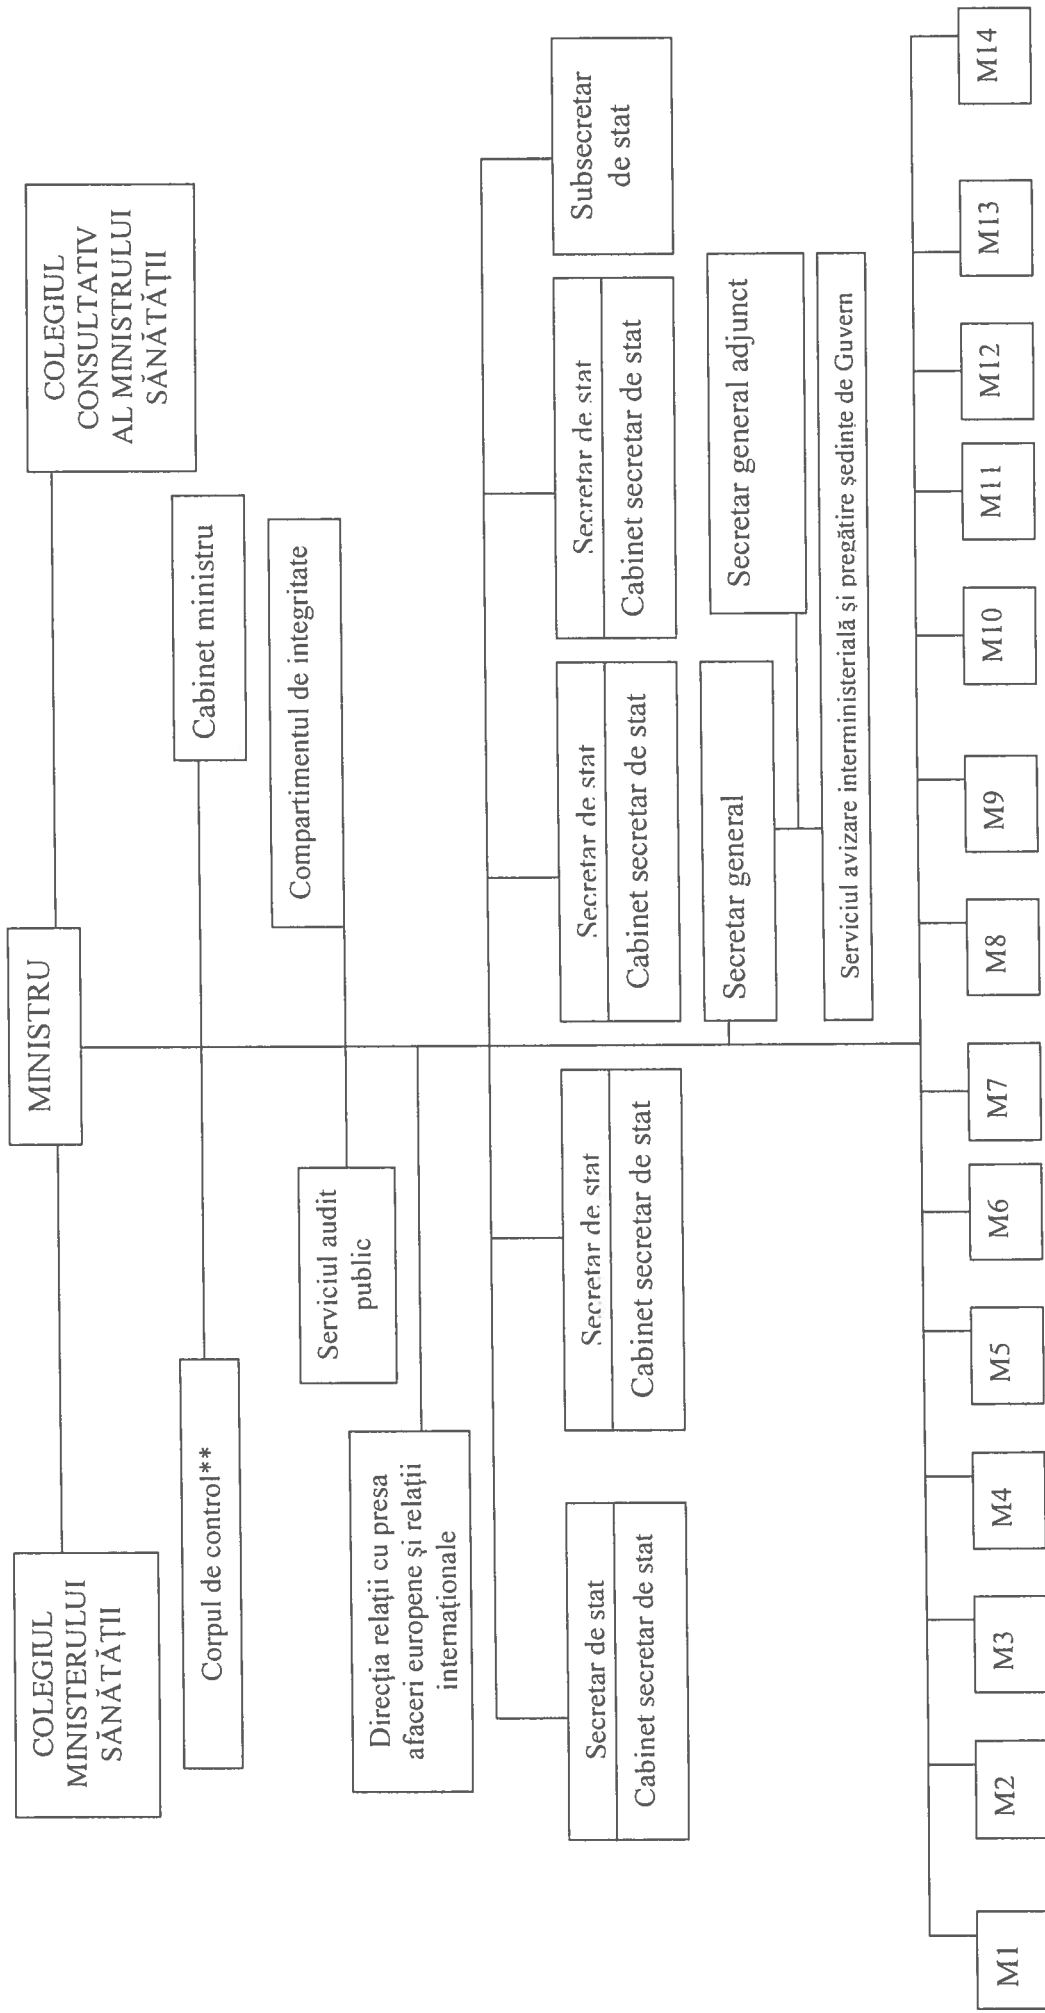 MINISTRU
COLEGIUL
MINISTERULUI
SĂNĂTĂȚII
COLEGIUL
CONSULTATIV
AL MINISTRULUI
SĂNĂTĂȚII
Corpul de control**
Cabinet ministru
Serviciul audit
public
Compartimentul de integritate
Direcția relații cu presa
afaceri europene și relații
internaționale
Secretar de stat
Cabinet secretar de stat
Secretar de stat
Cabinet secretar de stat
Secretar de stat
Cabinet secretar de stat
Secretar de stat
Cabinet secretar de stat
Subsecretar
de stat
Secretar general
Secretar general adjunct
Serviciul avizare interministerială și pregătire ședințe de Guvern
M1
M2
M3
M4
M5
M6
M7
M8
M9
M10
M11
M12
M13
M14